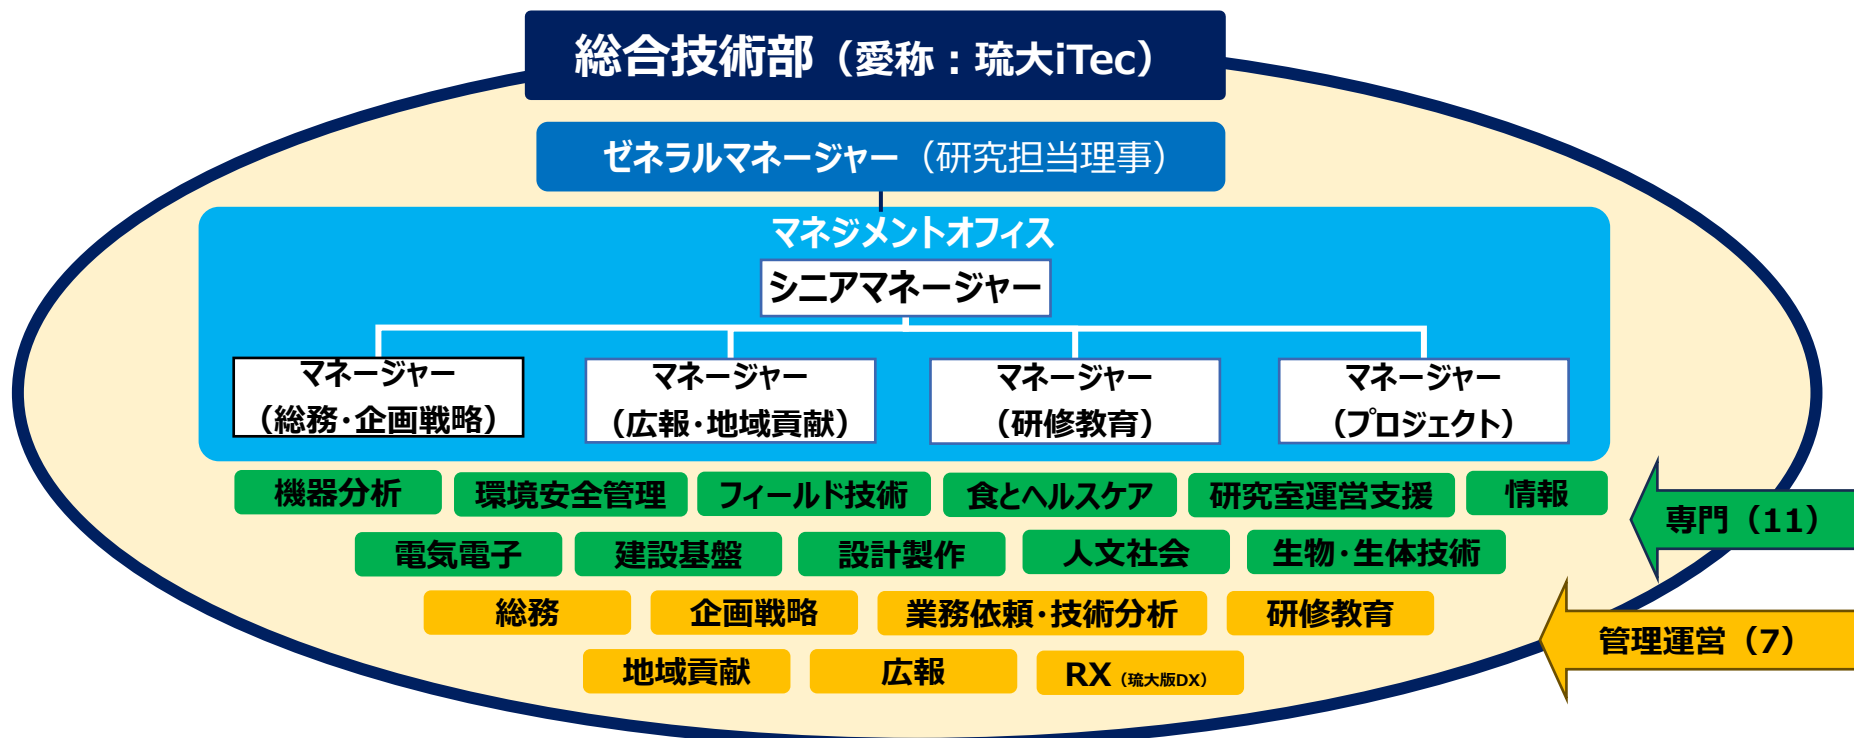 総合技術部（愛称：琉大iTec）
ゼネラルマネージャー（研究担当理事）
マネジメントオフィス
シニアマネージャー
マネージャー
（総務・企画戦略）
マネージャー
（広報・地域貢献）
マネージャー
（研修教育）
マネージャー
（プロジェクト）
機器分析
環境安全管理
フィールド技術
食とヘルスケア
研究室運営支援
情報
専門（11）
電気電子
建設基盤
設計製作
人文社会
生物・生体技術
総務
企画戦略
業務依頼・技術分析
研修教育
管理運営（7）
地域貢献
広報
RX（琉大版DX）